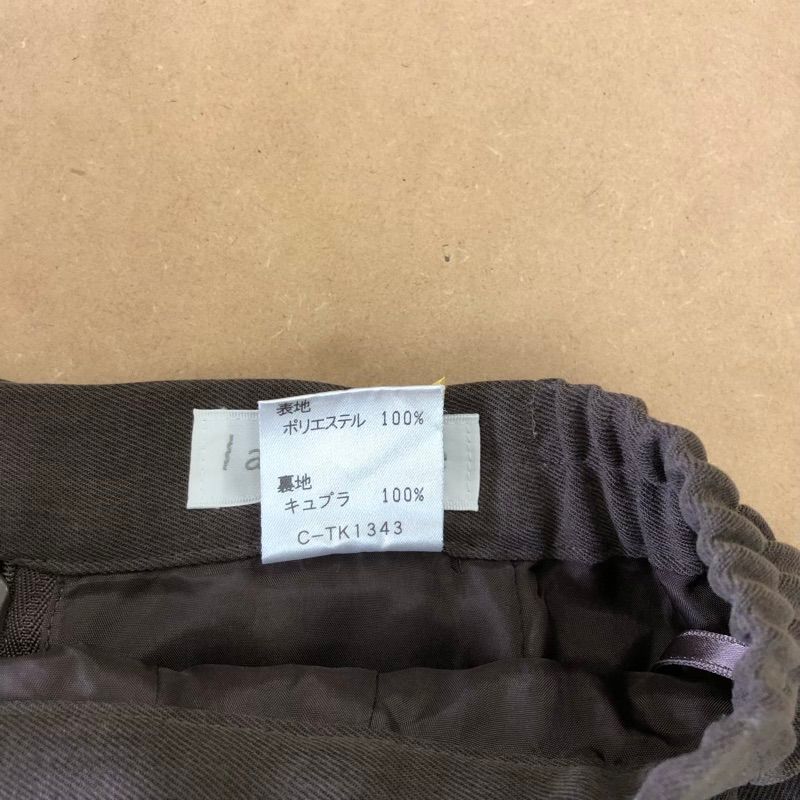 表地
ポリエステル 100%
裏地
キュプラ 100%
C-TK1343